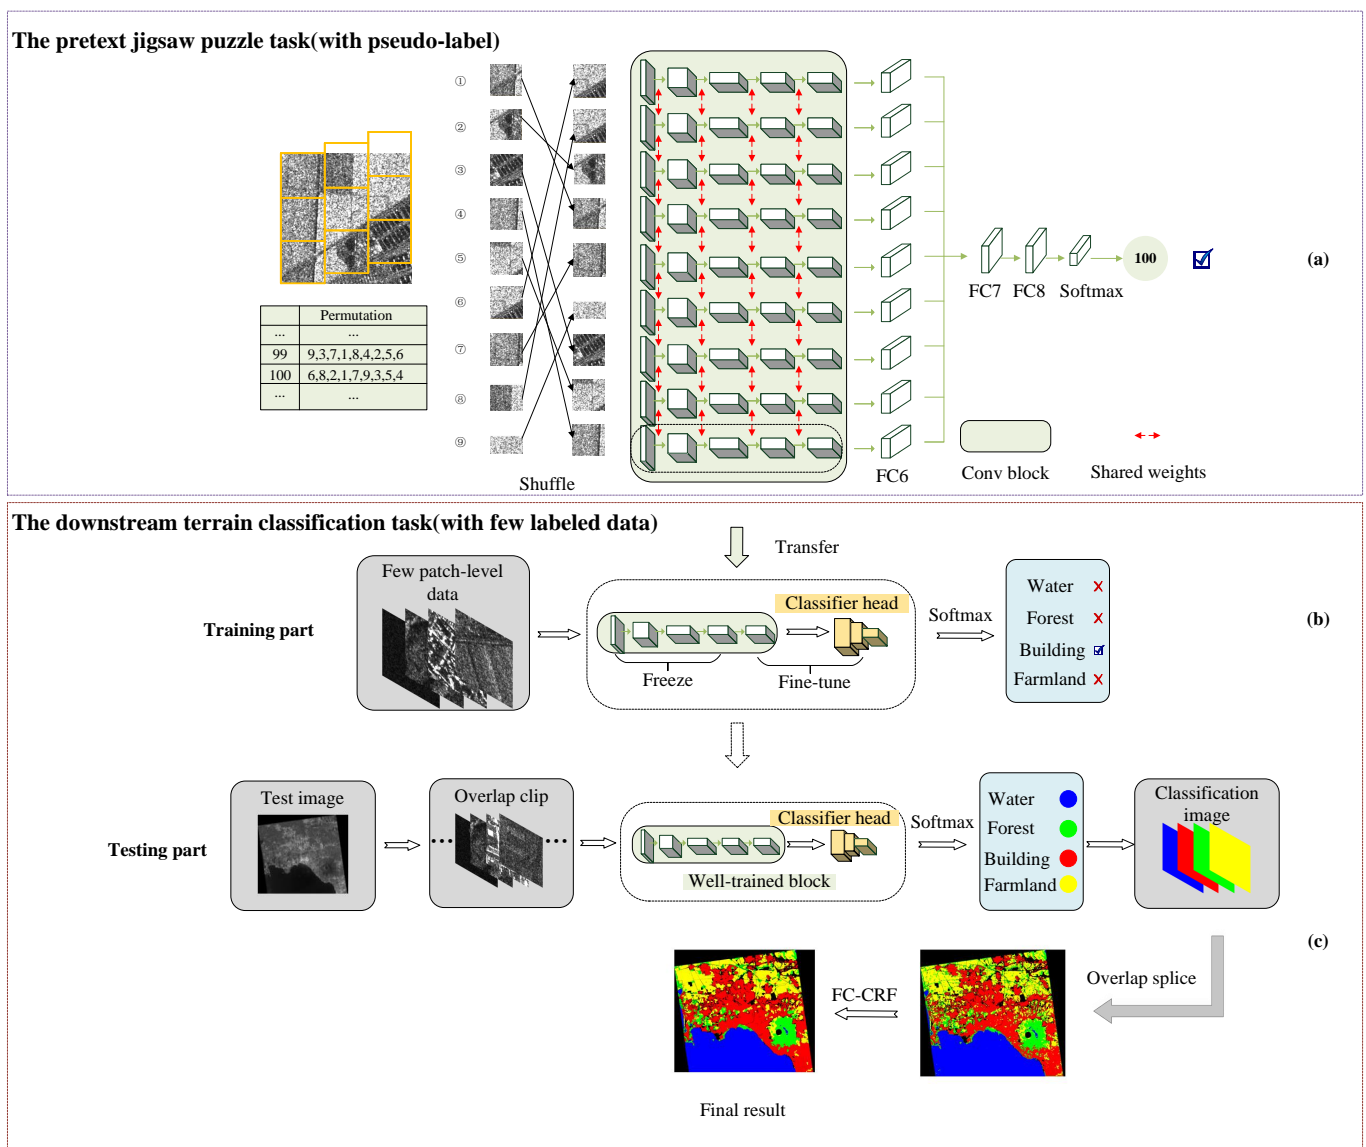 The pretext jigsaw puzzle task(with pseudo-label)
①
②
③
④
⑤
⑥
⑦
⑧
⑨
Shuffle
Permutation
... ...
99 9,3,7,1,8,4,2,5,6
100 6,8,2,1,7,9,3,5,4
... ...
FC6
FC7 FC8 Softmax
100
(a)
Conv block
Shared weights
The downstream terrain classification task(with few labeled data)
Transfer
Training part
Few patch-level
data
Classifier head
Freeze
Fine-tune
Softmax
Water
Forest
Building
Farmland
(b)
Testing part
Test image
Overlap clip
Classifier head
Well-trained block
Softmax
Water
Forest
Building
Farmland
Classification
image
(c)
Overlap splice
FC-CRF
Final result